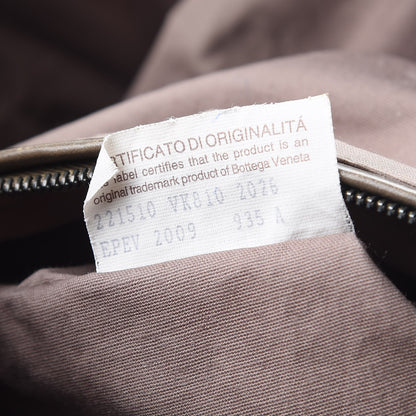 RTIFICATO DI ORIGINALITÁ
label certifies that the product is an
original trademark product of Bottega Veneta
221510 VK810 2026
EPEV 2009 935 A